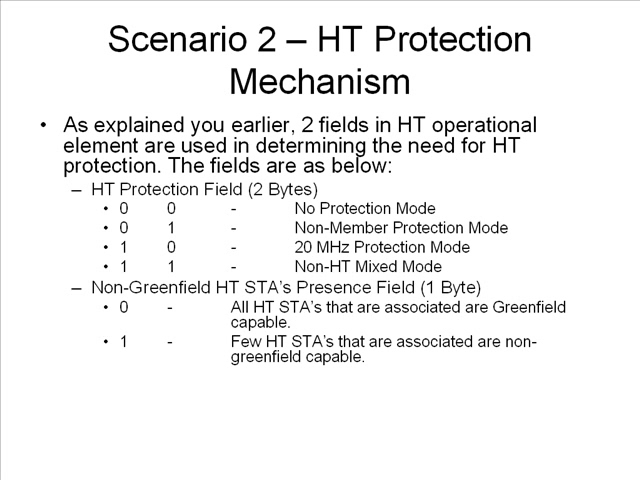 Scenario 2 – HT Protection
Mechanism
• As explained you earlier, 2 fields in HT operational
element are used in determining the need for HT
protection. The fields are as below:
– HT Protection Field (2 Bytes)
• 0 0 - No Protection Mode
• 0 1 - Non-Member Protection Mode
• 1 0 - 20 MHz Protection Mode
• 1 1 - Non-HT Mixed Mode
– Non-Greenfield HT STA's Presence Field (1 Byte)
• 0 - All HT STA's that are associated are Greenfield
capable.
• 1 - Few HT STA's that are associated are non-
greenfield capable.